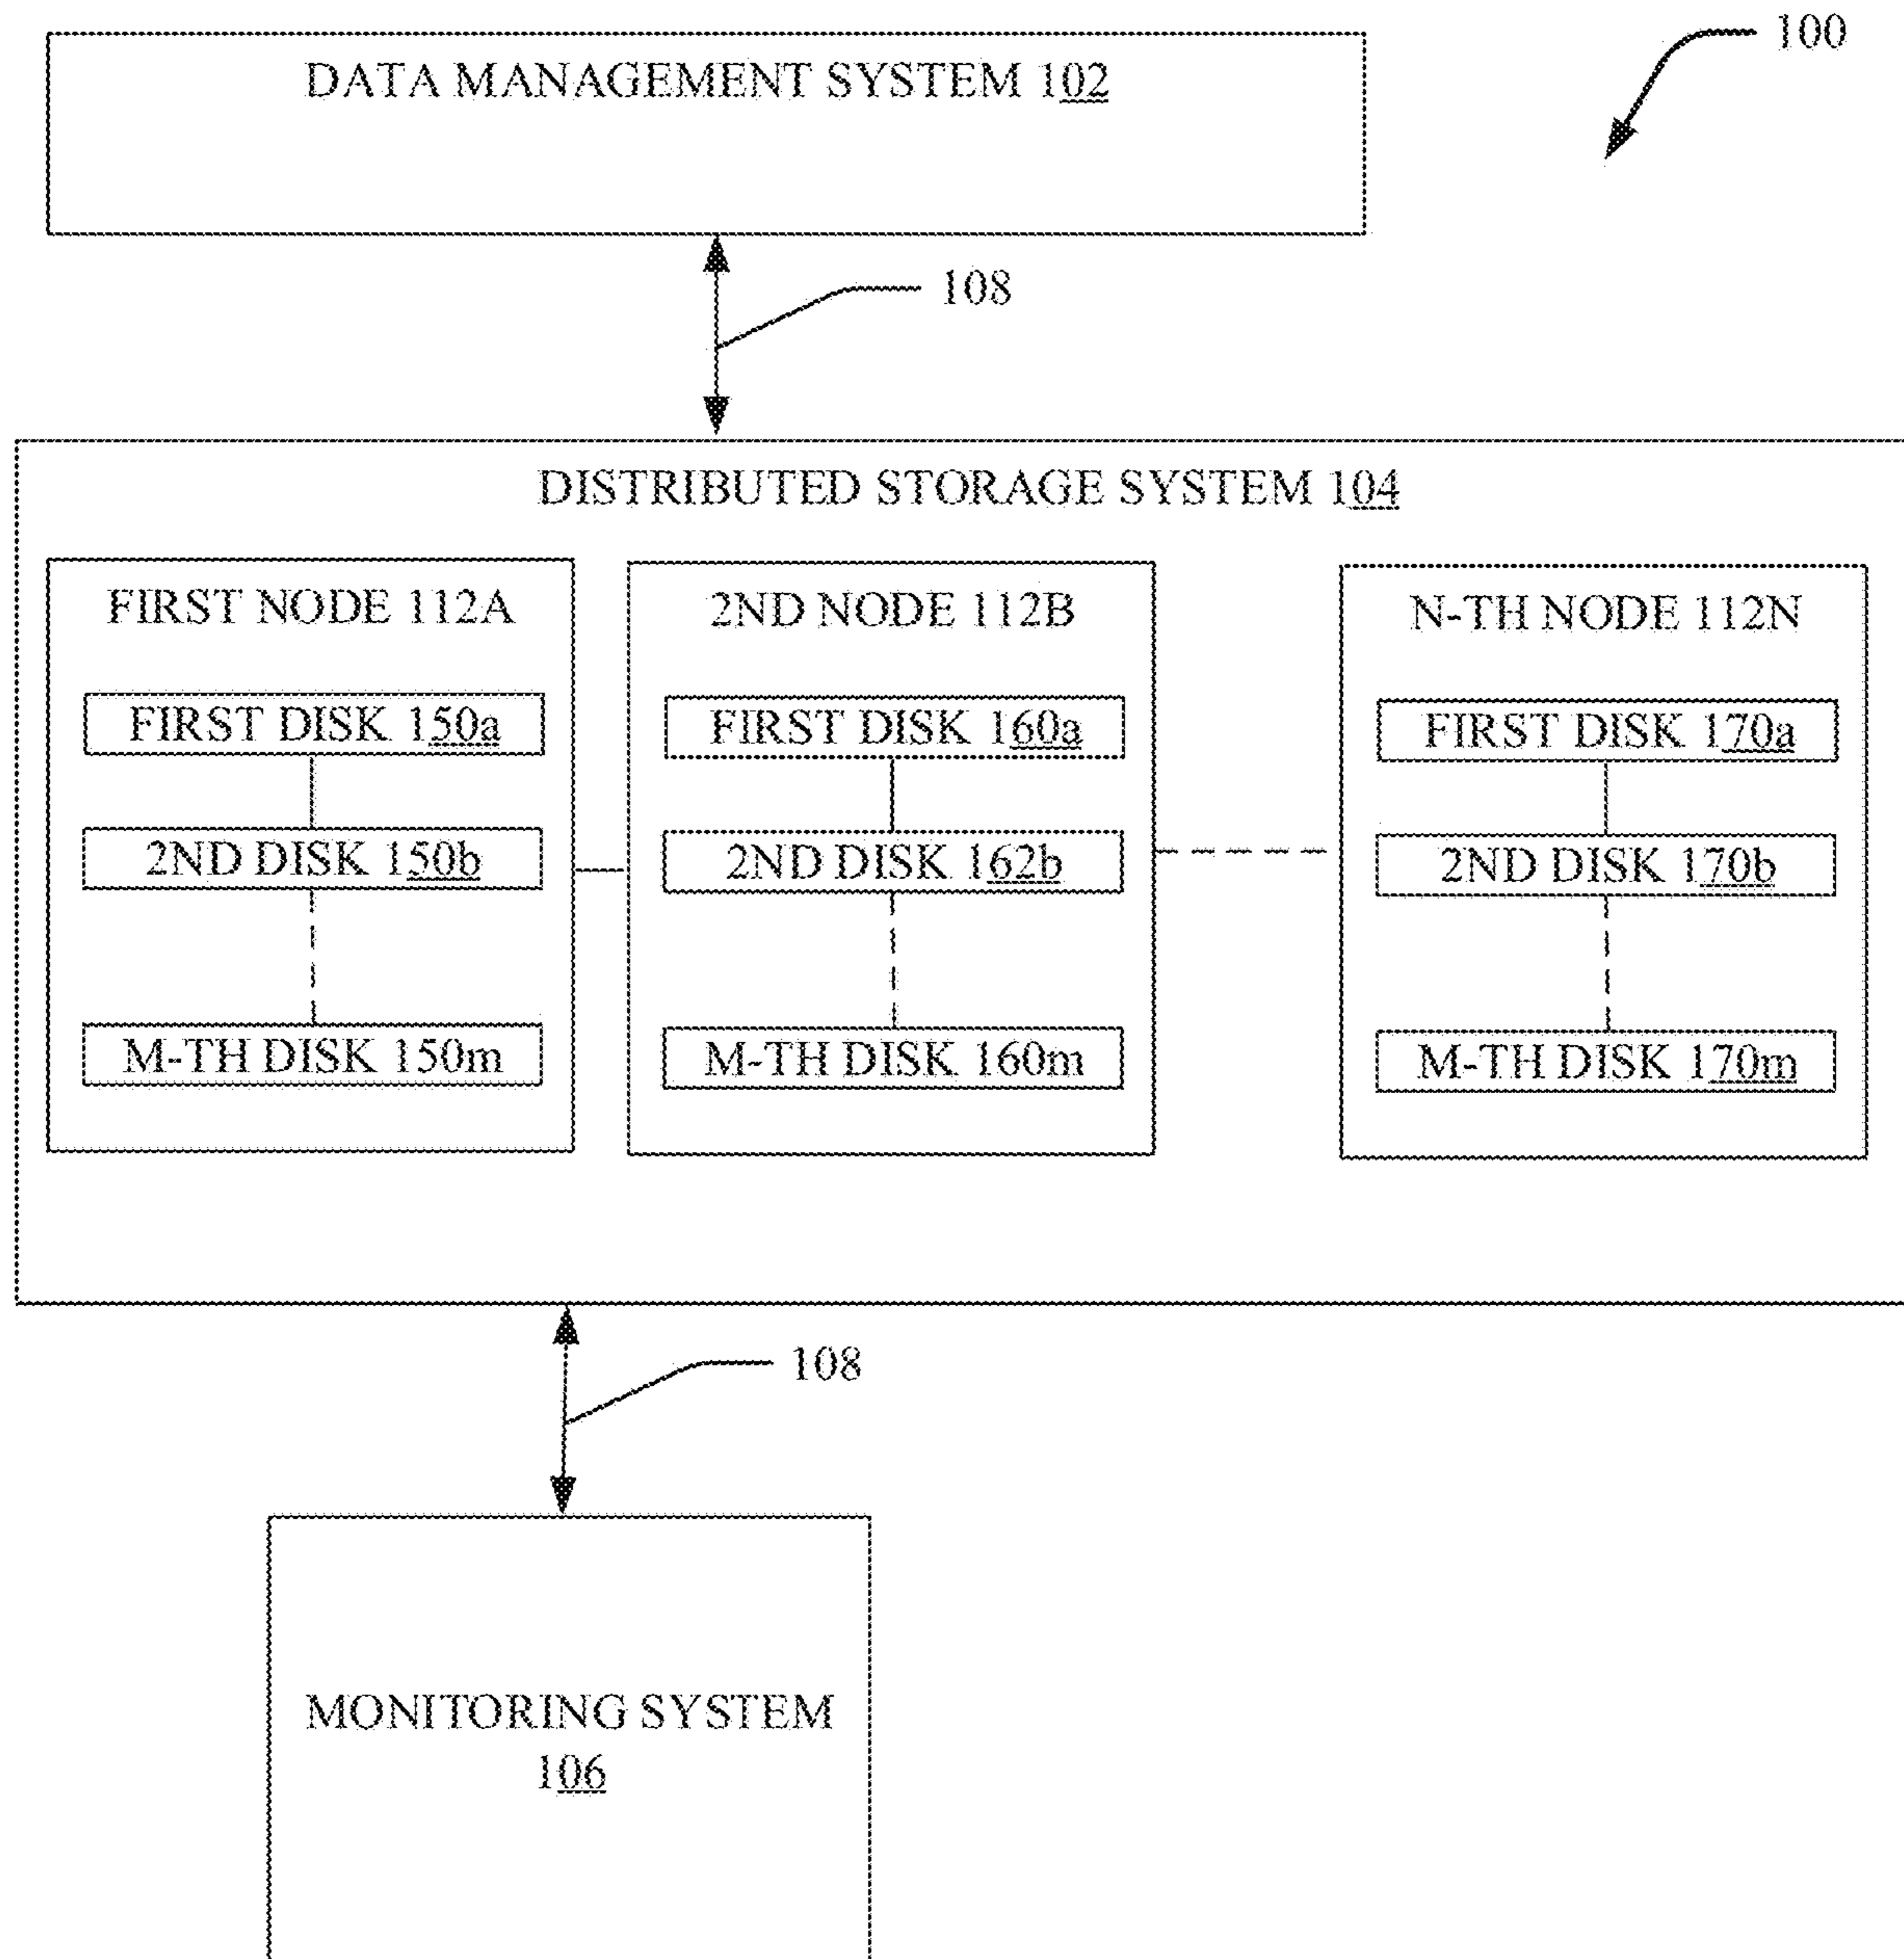 100
DATA MANAGEMENT SYSTEM 102
108
DISTRIBUTED STORAGE SYSTEM 104
FIRST NODE 112A
FIRST DISK 150a
2ND DISK 150b
M-TH DISK 150m
2ND NODE 112B
FIRST DISK 160a
2ND DISK 162b
M-TH DISK 160m
N-TH NODE 112N
FIRST DISK 170a
2ND DISK 170b
M-TH DISK 170m
108
MONITORING SYSTEM
106